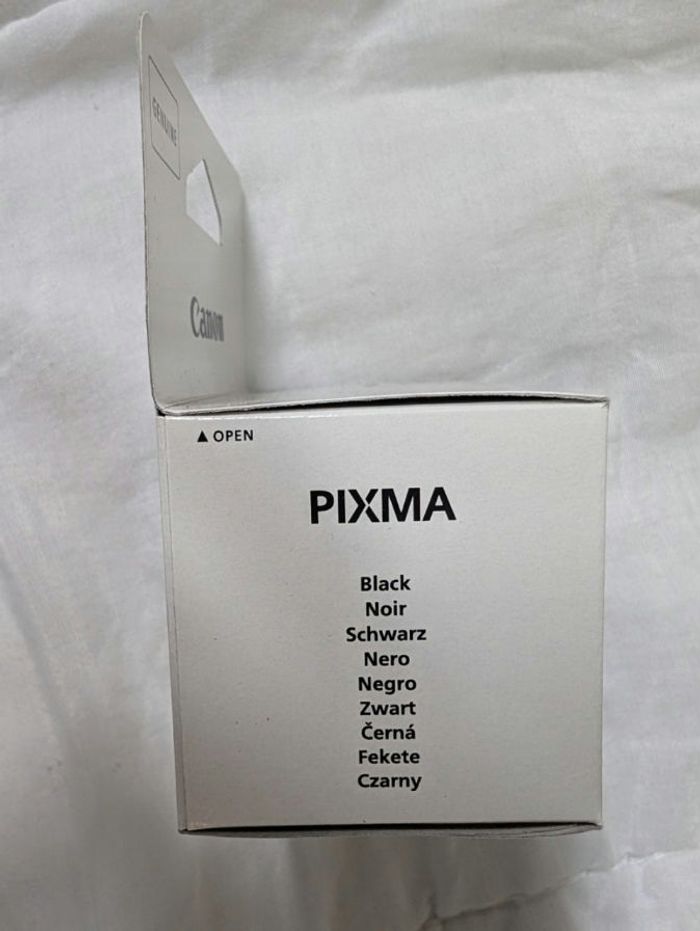 GENUINE
Canon
▲ OPEN
PIXMA
Black
Noir
Schwarz
Nero
Negro
Zwart
Černá
Fekete
Czarny